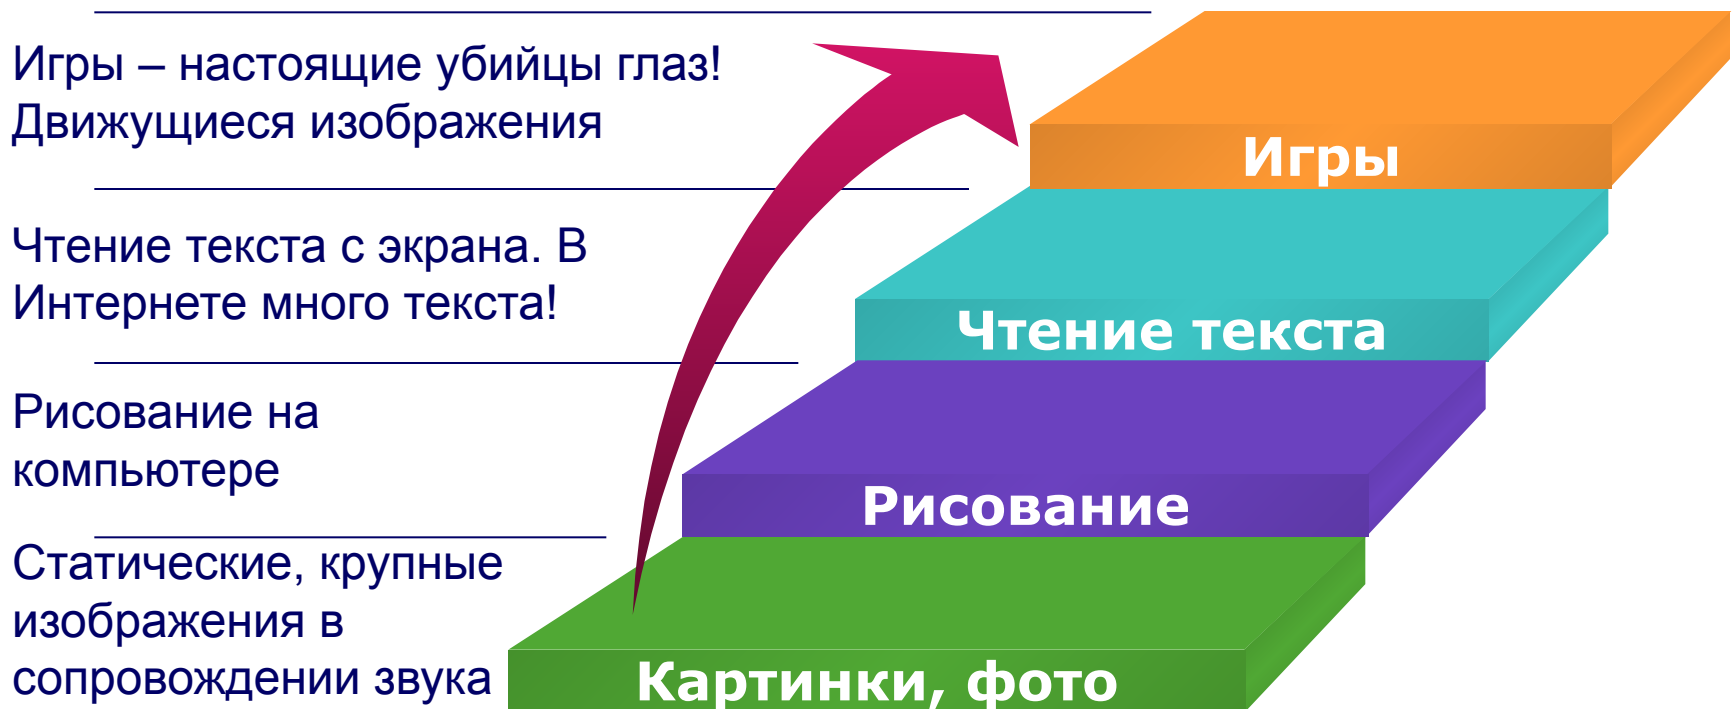 Игры – настоящие убийцы глаз!
Движущиеся изображения
Игры
Чтение текста с экрана. В
Интернете много текста!
Чтение текста
Рисование на
компьютере
Рисование
Статические, крупные
изображения в
сопровождении звука
Картинки, фото